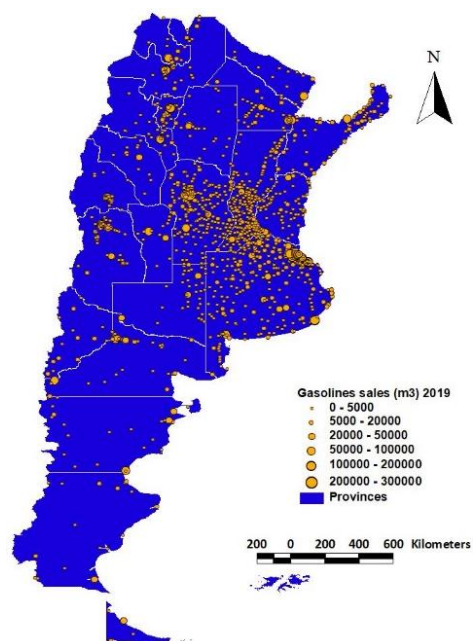 N
Gasolines sales (m3) 2019
0 - 5000
5000 - 20000
20000 - 50000
50000 - 100000
100000 - 200000
200000 - 300000
Provinces
200 0 200 400 600 Kilometers